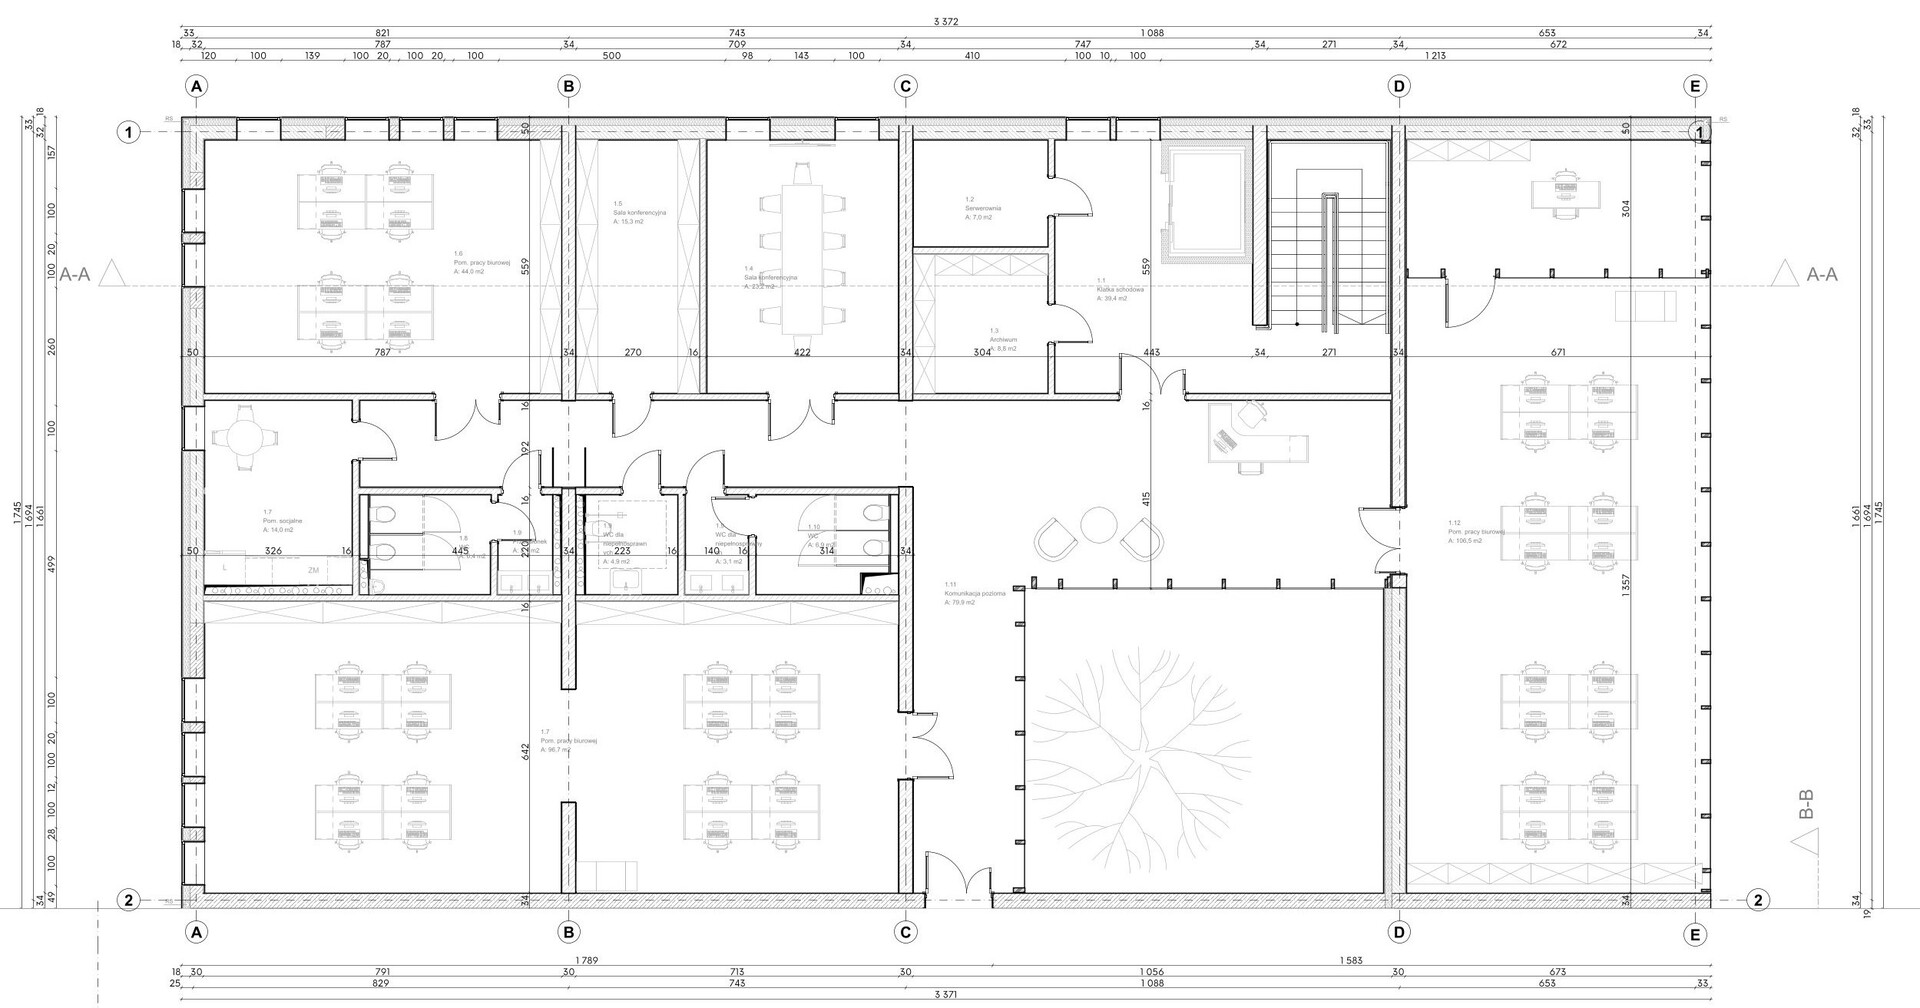 3 372
33 821 743 1 088 653 34
18 32 787 34 709 34 747 34 271 34 672
120 100 139 100 20 100 20 100 500 98 143 100 410 100 10 100 1 213
A B C D E
1
1
RS
RS
18
33
32
157
100
20
100
260
100
499
100
20
100
12
100
28
100
49
34
1 745
1 694
1 661
18
33
32
1 661
1 694
1 745
34
19
50
559
50
304
559
A-A
A-A
1.6
Pom. pracy biurowej
A: 44,0 m2
1.5
Sala konferencyjna
A: 15,3 m2
1.4
Sala konferencyjna
A: 23,2 m2
1.2
Serwerownia
A: 7,0 m2
1.1
Klatka schodowa
A: 39,4 m2
1.3
Archiwum
A: 8,8 m2
50 787 34 270 16 422 34 304 443 34 271 34 671
16
192
16
16
415
1.7
Pom. socjalne
A: 14,0 m2
L
ZM
1.8
WC
1.9
1.9
WC dla
A: 4,9 m2
WC dla
A: 3,1 m2
1.10
WC
A: 6,9 m2
1.12
Pom. pracy biurowej
A: 106,5 m2
50 326 16 445 220 34 223 16 140 16 314 34
16
1.11
Komunikacja pozioma
A: 79,9 m2
1 357
1.7
Pom. pracy biurowej
A: 96,7 m2
642
34
34
B-B
2
2
RS
A B C D E
1 789 1 583
18 30 791 30 713 30 1 056 30 673
25 829 743 1 088 653 33
3 371